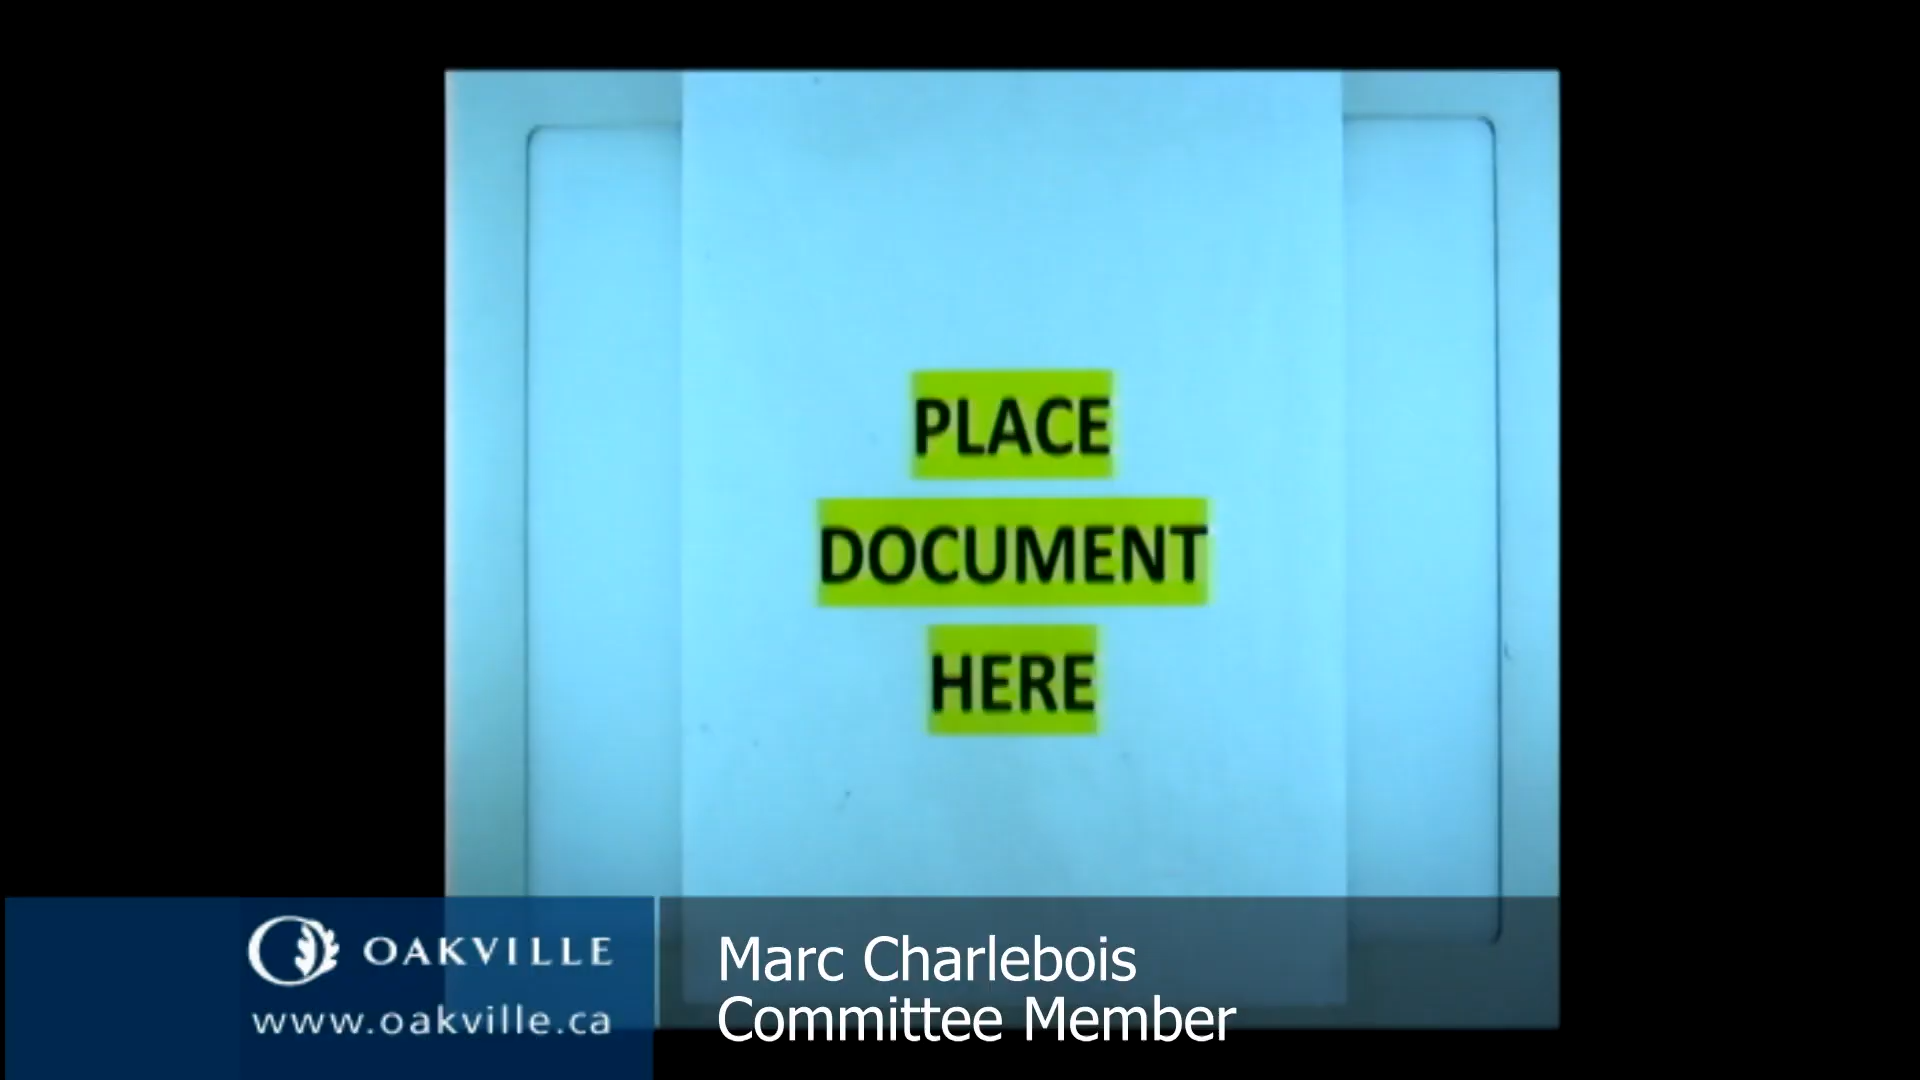 PLACE
DOCUMENT
HERE
OAKVILLE
www.oakville.ca
Marc Charlebois
Committee Member